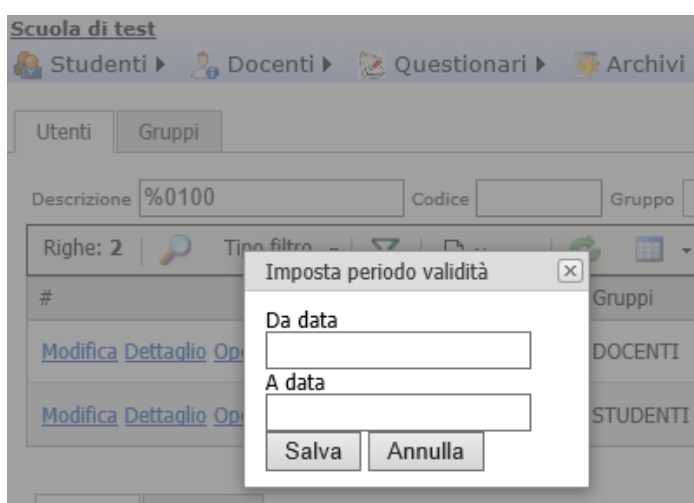 Scuola di test
Studenti Docenti Questionari Archivi
Utenti Gruppi
Descrizione %0100 Codice Gruppo
Righe: 2 Tipo filtro
Imposta periodo validità
# Gruppi
Da data
Modifica Dettaglio DOCENTI
A data
Modifica Dettaglio STUDENTI
Salva Annulla